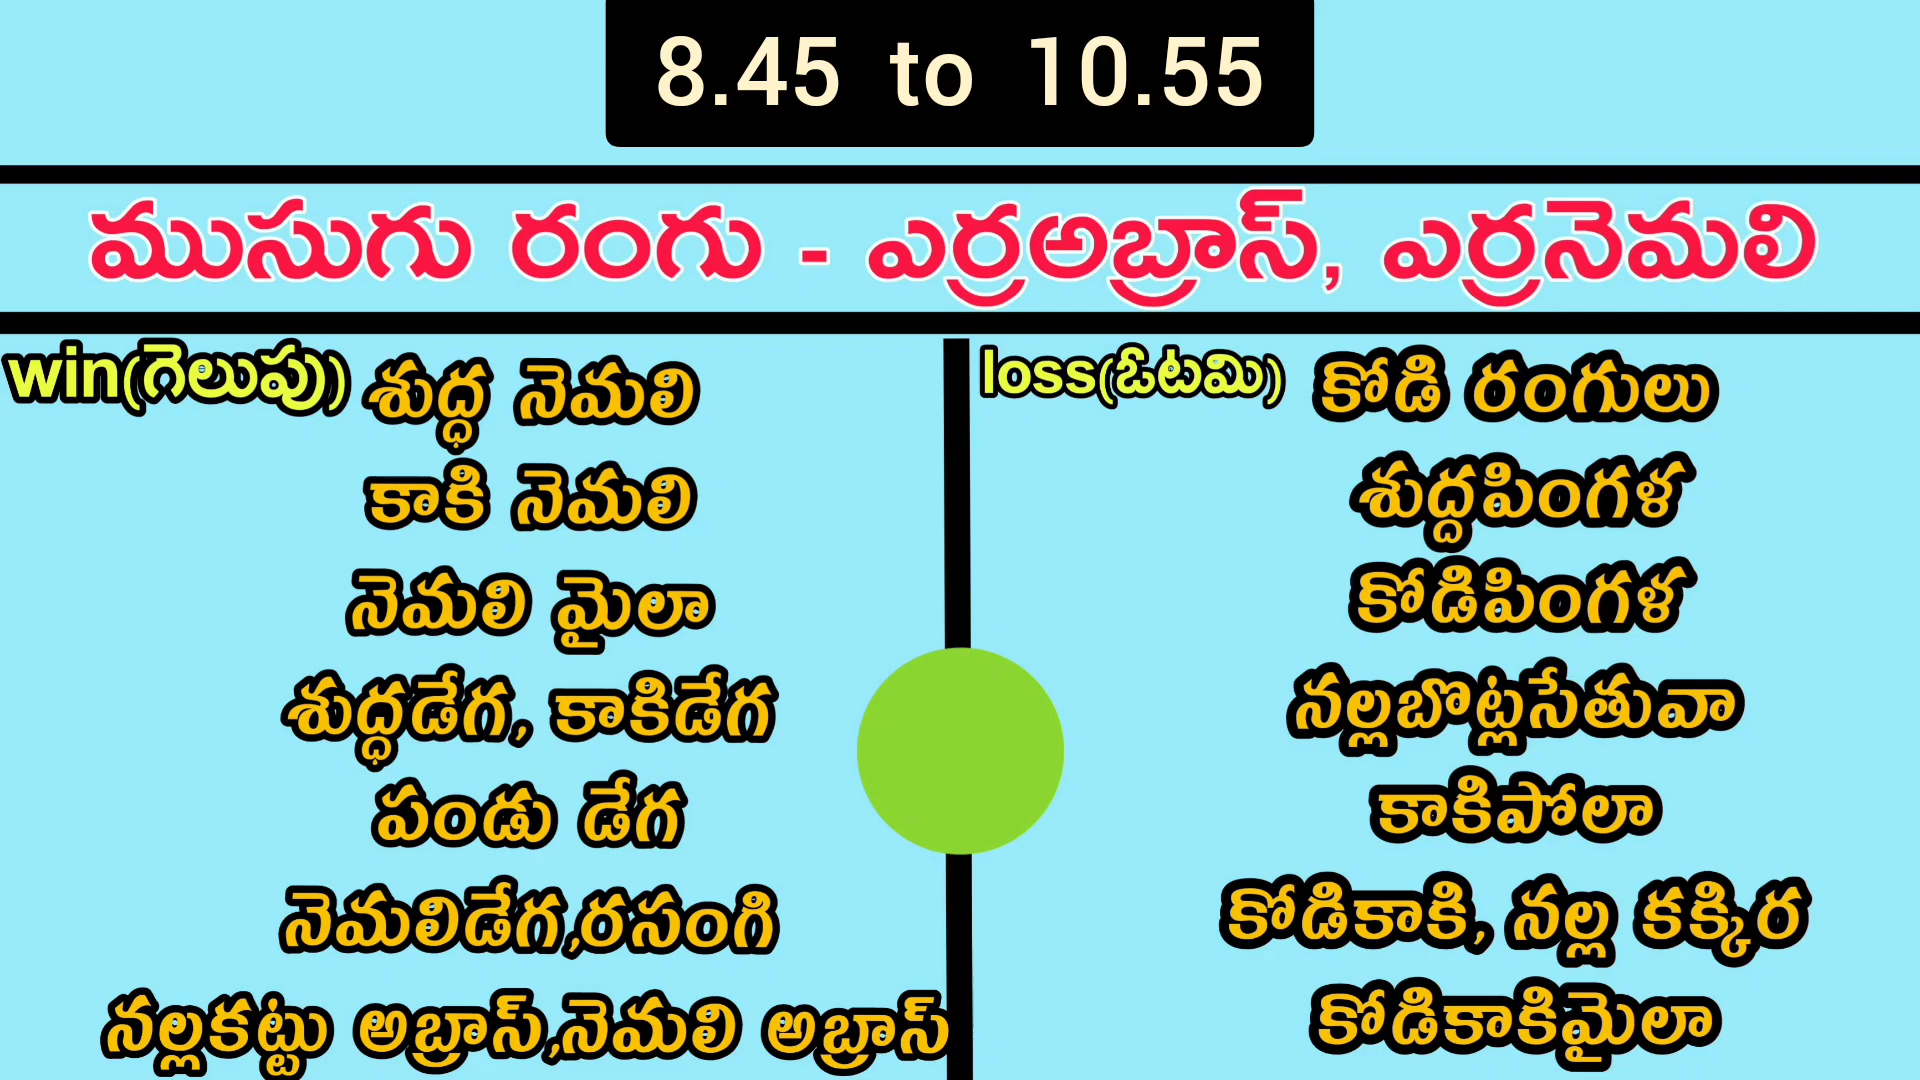 8.45 to 10.55
ముసుగు రంగు - ఎర్రఅబ్రాస్, ఎర్రనెమలి
win(గెలుపు) శుద్ధ నెమలి
కాకి నెమలి
నెమలి మైలా
శుద్ధడేగ, కాకిడేగ
పండు డేగ
నెమలిడేగ,రసంగి
నల్లకట్టు అబ్రాస్,నెమలి అబ్రాస్
loss(ఓటమి) కోడి రంగులు
శుద్దపింగళ
కోడిపింగళ
నల్లబొట్లసేతువా
కాకిపోలా
కోడికాకి, నల్ల కక్కిర
కోడికాకిమైలా